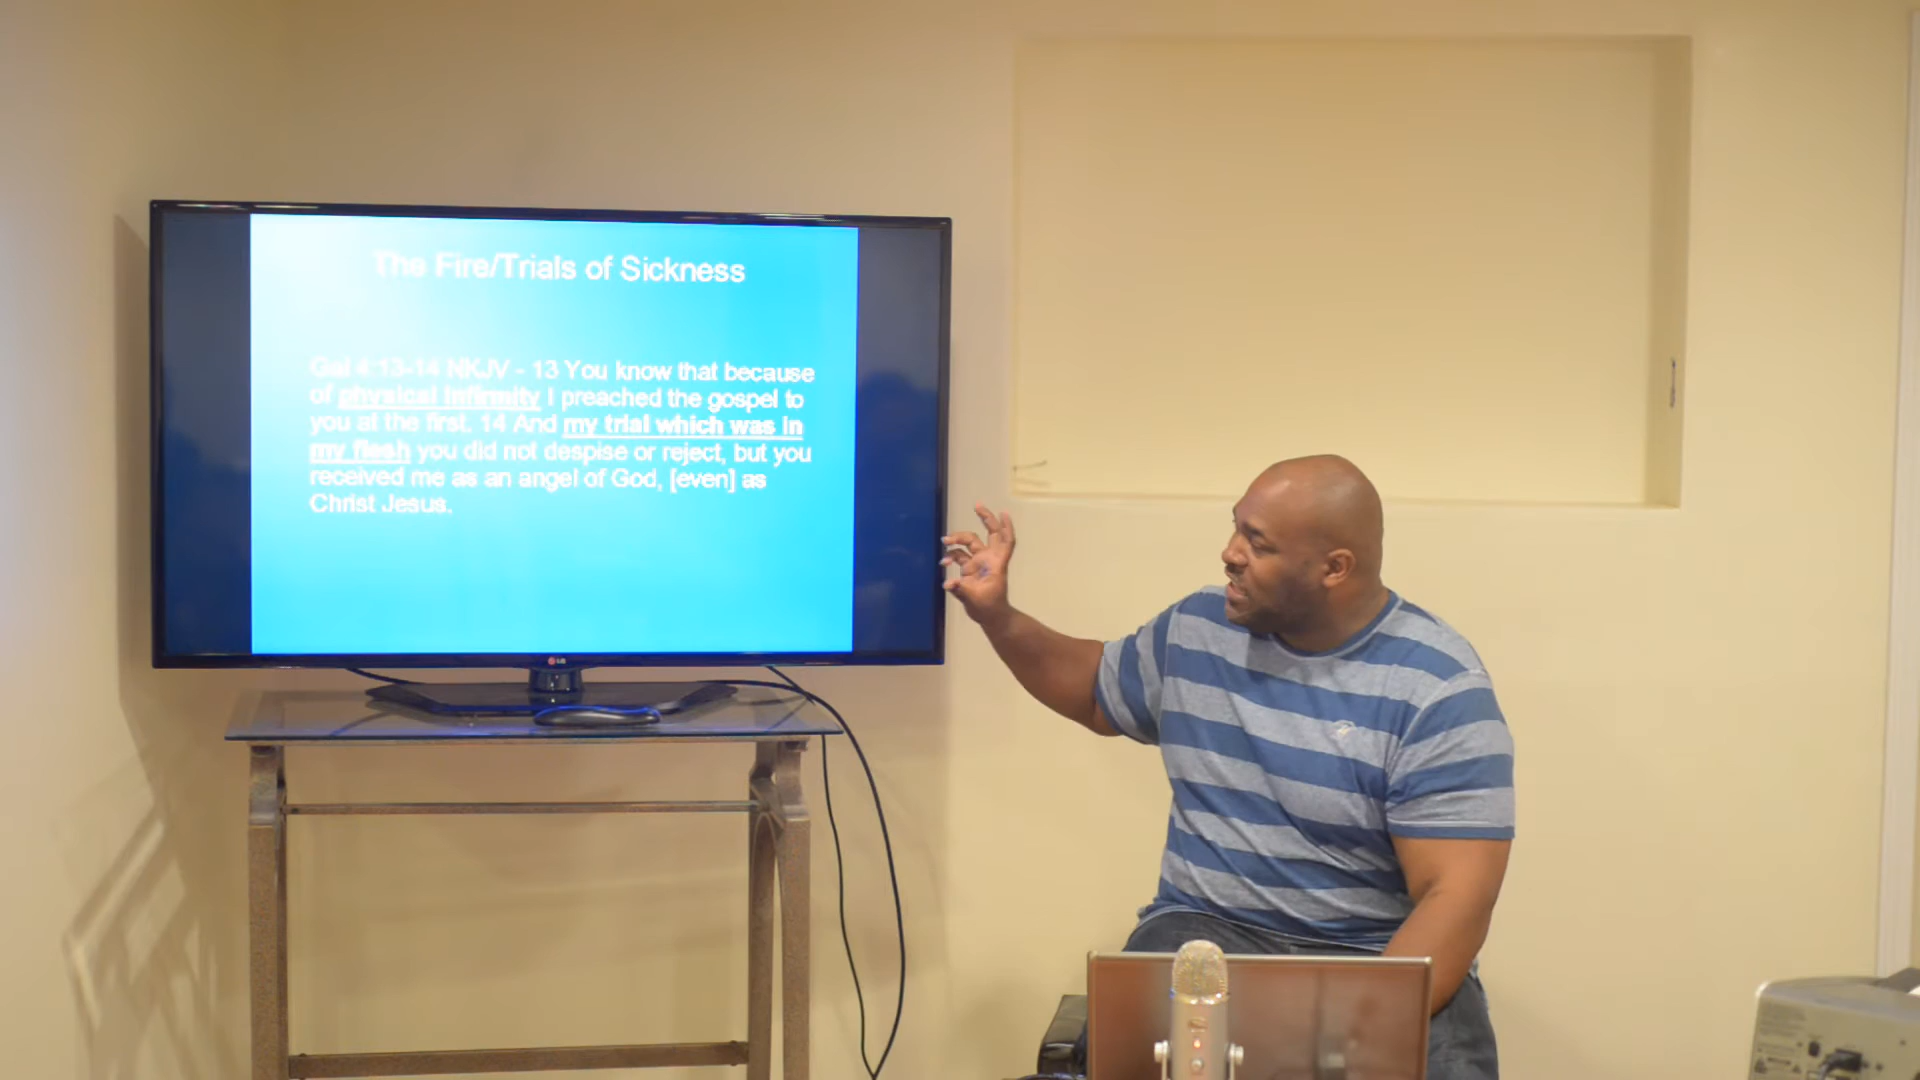 The Fire/Trials of Sickness
Gal 4:13-14 NKJV - 13 You know that because
of physical infirmity I preached the gospel to
you at the first. 14 And my trial which was in
my flesh you did not despise or reject, but you
received me as an angel of God, [even] as
Christ Jesus.
LG